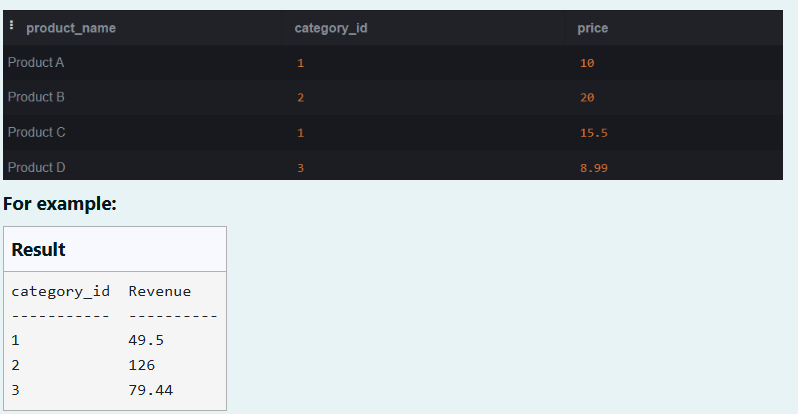 product_name category_id price
Product A 1 10
Product B 2 20
Product C 1 15.5
Product D 3 8.99
For example:
Result
category_id Revenue
----------- ----------
1 49.5
2 126
3 79.44